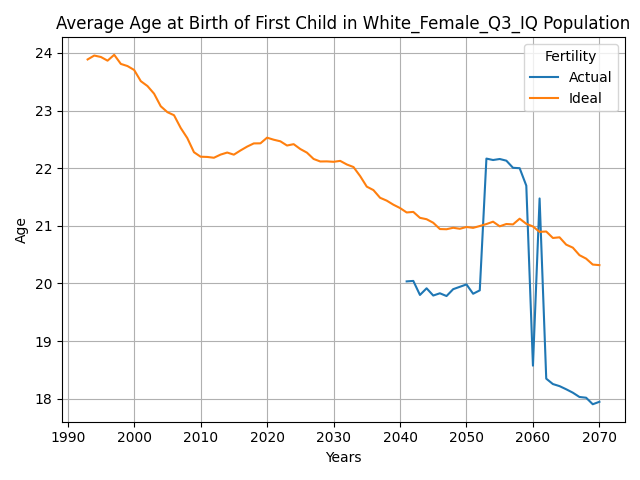 Average Age at Birth of First Child in White_Female_Q3_IQ Population
Fertility
Actual
Ideal
24
23
22
21
20
19
18
Age
1990 2000 2010 2020 2030 2040 2050 2060 2070
Years